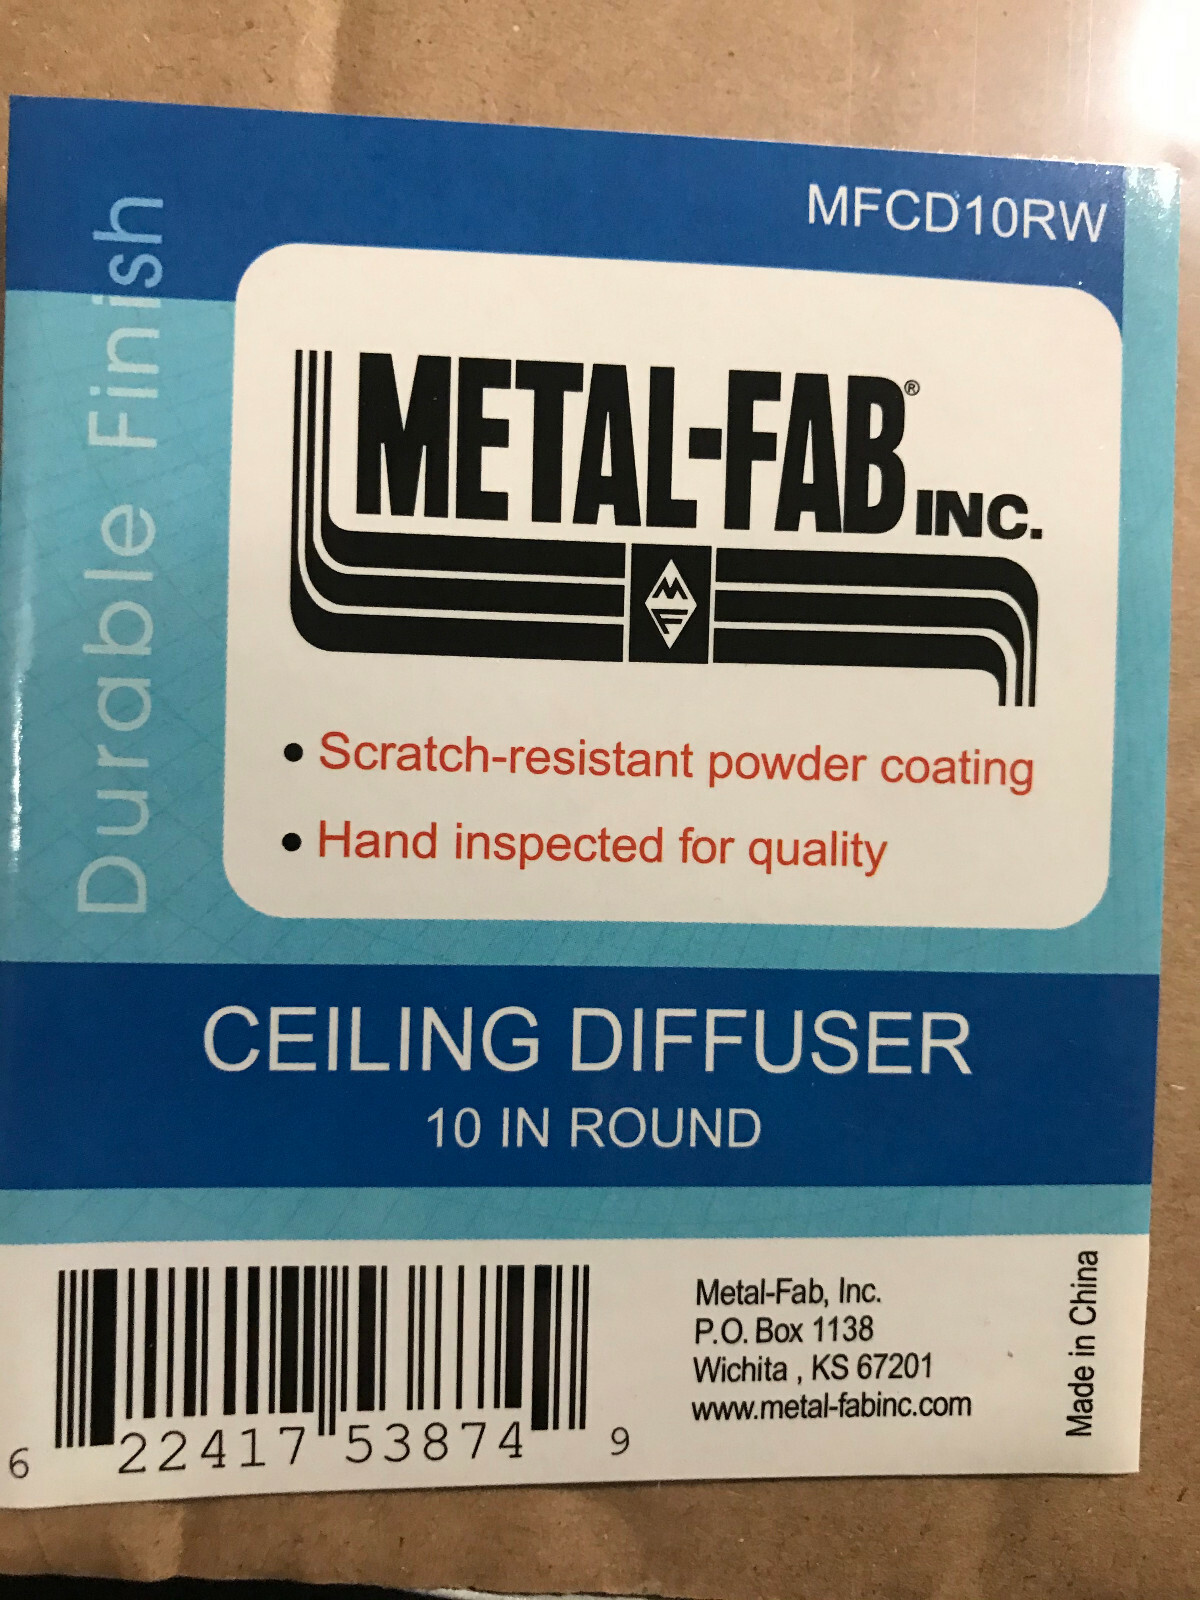 MFCD10RW
Durable Finish
METAL-FAB® INC.
MF
• Scratch-resistant powder coating
• Hand inspected for quality
CEILING DIFFUSER
10 IN ROUND
6 22417 53874 9
Metal-Fab, Inc.
P.O. Box 1138
Wichita , KS 67201
www.metal-fabinc.com
Made in China